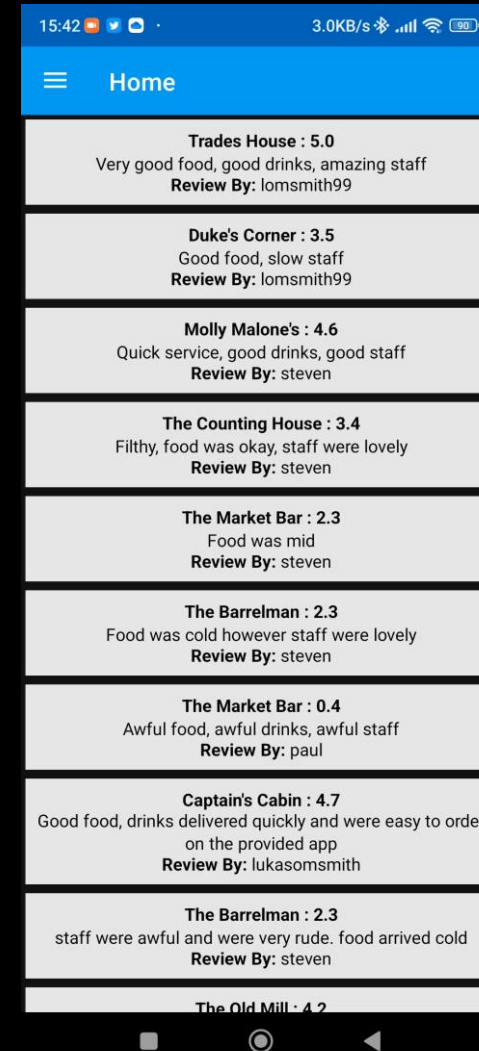 15:42 3.0KB/s 90
Home
Trades House : 5.0
Very good food, good drinks, amazing staff
Review By: lomsmith99
Duke's Corner : 3.5
Good food, slow staff
Review By: lomsmith99
Molly Malone's : 4.6
Quick service, good drinks, good staff
Review By: steven
The Counting House : 3.4
Filthy, food was okay, staff were lovely
Review By: steven
The Market Bar : 2.3
Food was mid
Review By: steven
The Barrelman : 2.3
Food was cold however staff were lovely
Review By: steven
The Market Bar : 0.4
Awful food, awful drinks, awful staff
Review By: paul
Captain's Cabin : 4.7
Good food, drinks delivered quickly and were easy to orde
on the provided app
Review By: lukasomsmith
The Barrelman : 2.3
staff were awful and were very rude. food arrived cold
Review By: steven
The Old Mill : 4.2